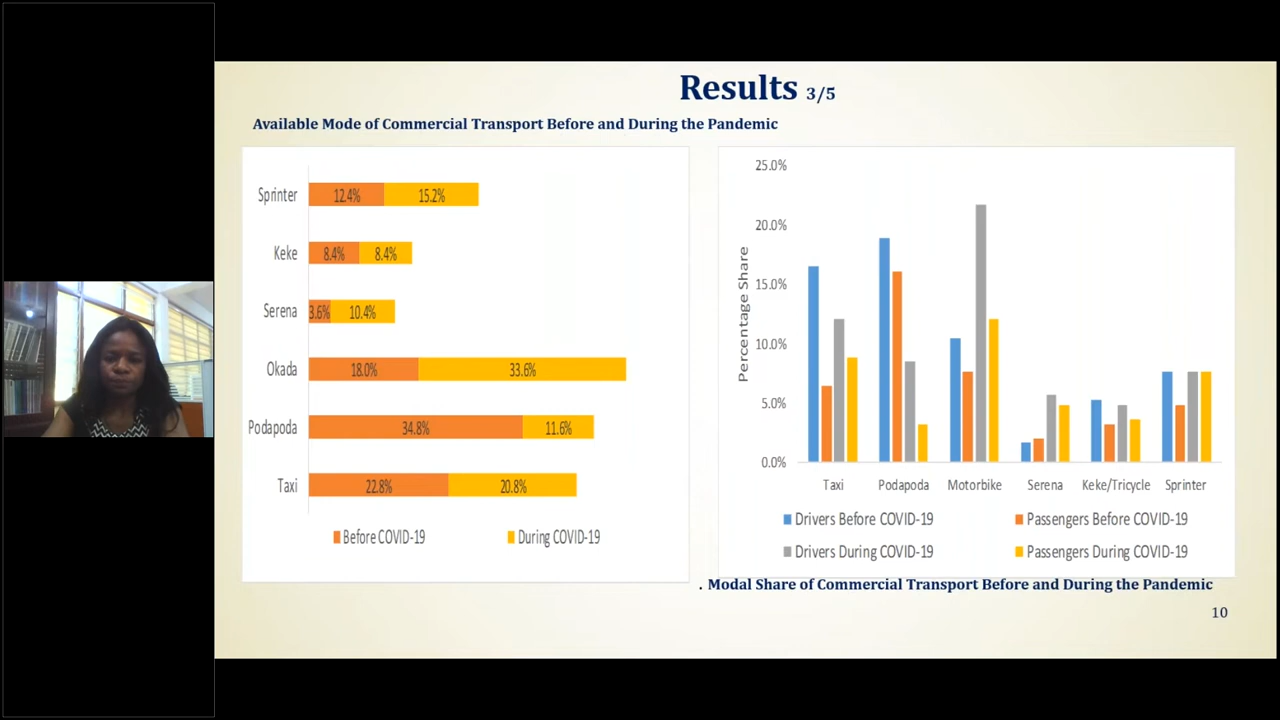 Results 3/5
Available Mode of Commercial Transport Before and During the Pandemic
Sprinter 12.4% 15.2%
Keke 8.4% 8.4%
Serena 3.6% 10.4%
Okada 18.0% 33.6%
Podapoda 34.8% 11.6%
Taxi 22.8% 20.8%
Before COVID-19 During COVID-19
25.0%
20.0%
15.0%
10.0%
5.0%
0.0%
Percentage Share
Taxi Podapoda Motorbike Serena Keke/Tricycle Sprinter
Drivers Before COVID-19 Passengers Before COVID-19
Drivers During COVID-19 Passengers During COVID-19
. Modal Share of Commercial Transport Before and During the Pandemic
10